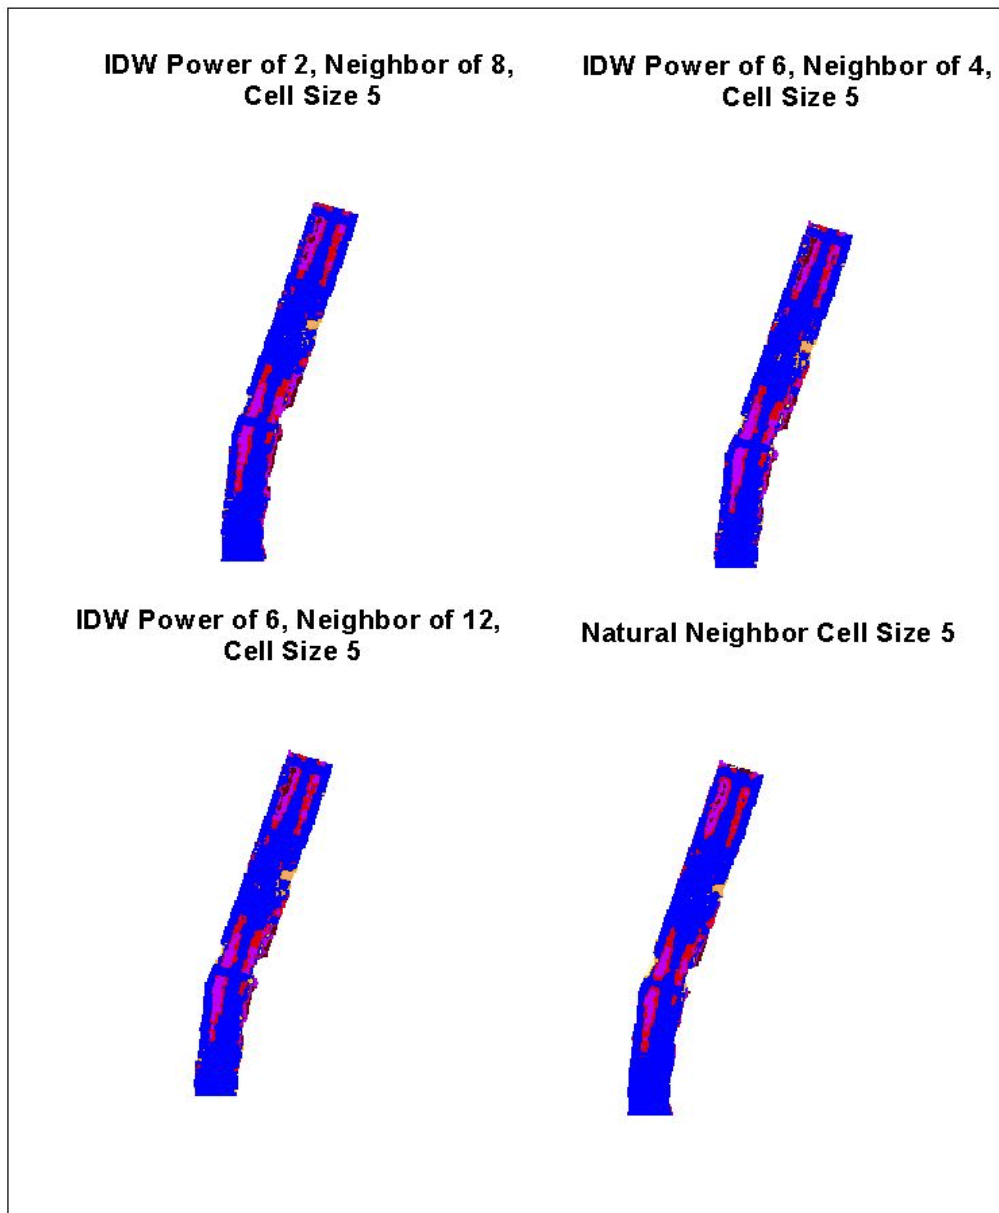 IDW Power of 2, Neighbor of 8,
Cell Size 5
IDW Power of 6, Neighbor of 4,
Cell Size 5
IDW Power of 6, Neighbor of 12,
Cell Size 5
Natural Neighbor Cell Size 5